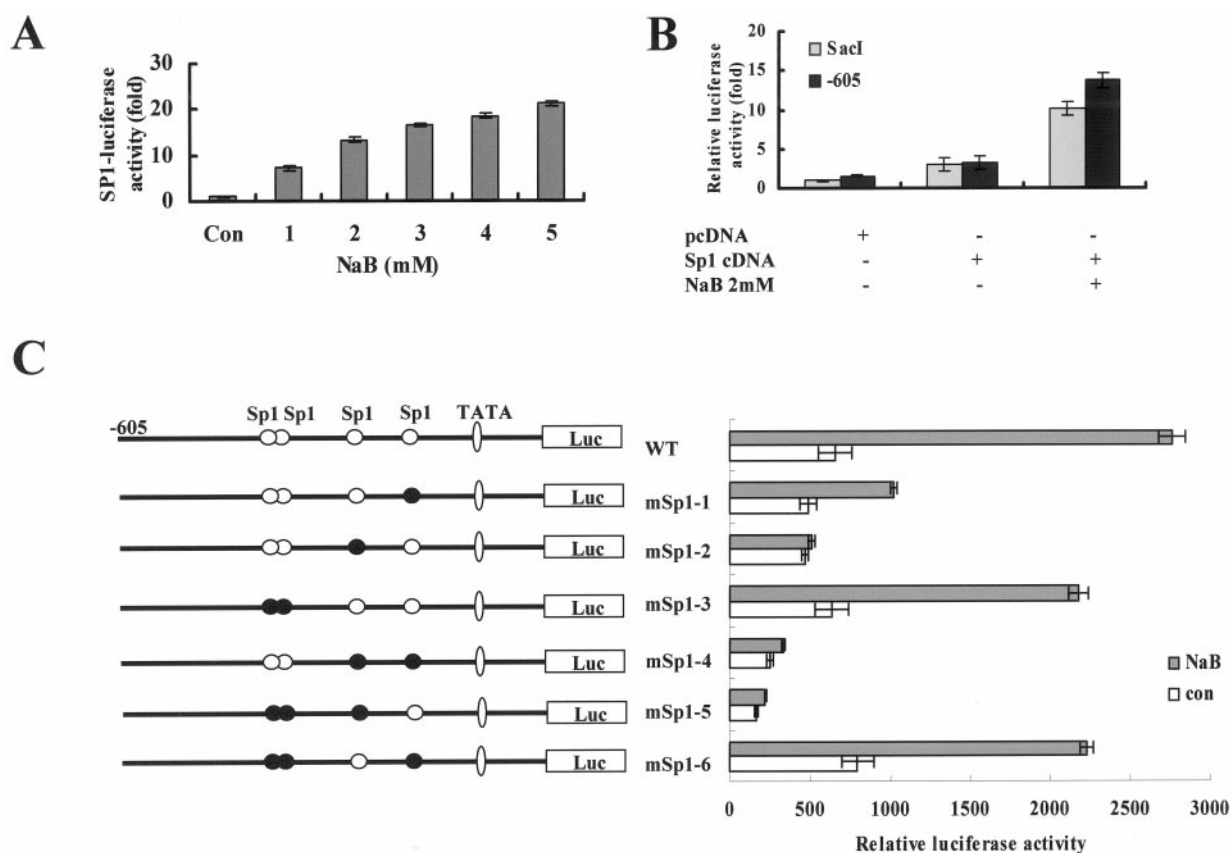 A
SP1-luciferase
activity (fold)
30
20
10
0
Con 1 2 3 4 5
NaB (mM)
B
Relative luciferase
activity (fold)
20
15
10
5
0
SacI
-605
pcDNA + - -
Sp1 cDNA - + +
NaB 2mM - - +
C
-605 Sp1 Sp1 Sp1 Sp1 TATA
Luc WT
Luc mSp1-1
Luc mSp1-2
Luc mSp1-3
Luc mSp1-4
Luc mSp1-5
Luc mSp1-6
NaB
con
0 500 1000 1500 2000 2500 3000
Relative luciferase activity